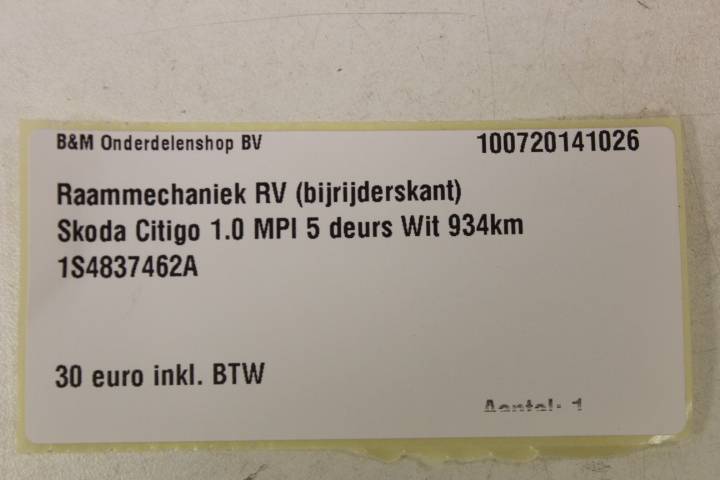 B&M Onderdelenshop BV 100720141026
Raammechaniek RV (bijrijderskant)
Skoda Citigo 1.0 MPI 5 deurs Wit 934km
1S4837462A
30 euro inkl. BTW
Aantal: 1